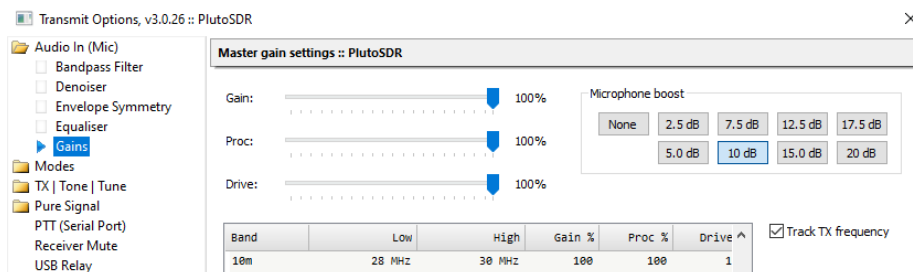 Transmit Options, v3.0.26 :: PlutoSDR
Audio In (Mic)
Bandpass Filter
Denoiser
Envelope Symmetry
Equaliser
Gains
Modes
TX | Tone | Tune
Pure Signal
PTT (Serial Port)
Receiver Mute
USB Relay
Master gain settings :: PlutoSDR
Gain: 100%
Proc: 100%
Drive: 100%
Microphone boost
None 2.5 dB 7.5 dB 12.5 dB 17.5 dB
5.0 dB 10 dB 15.0 dB 20 dB
Track TX frequency
Band Low High Gain % Proc % Drive
10m 28 MHz 30 MHz 100 100 1